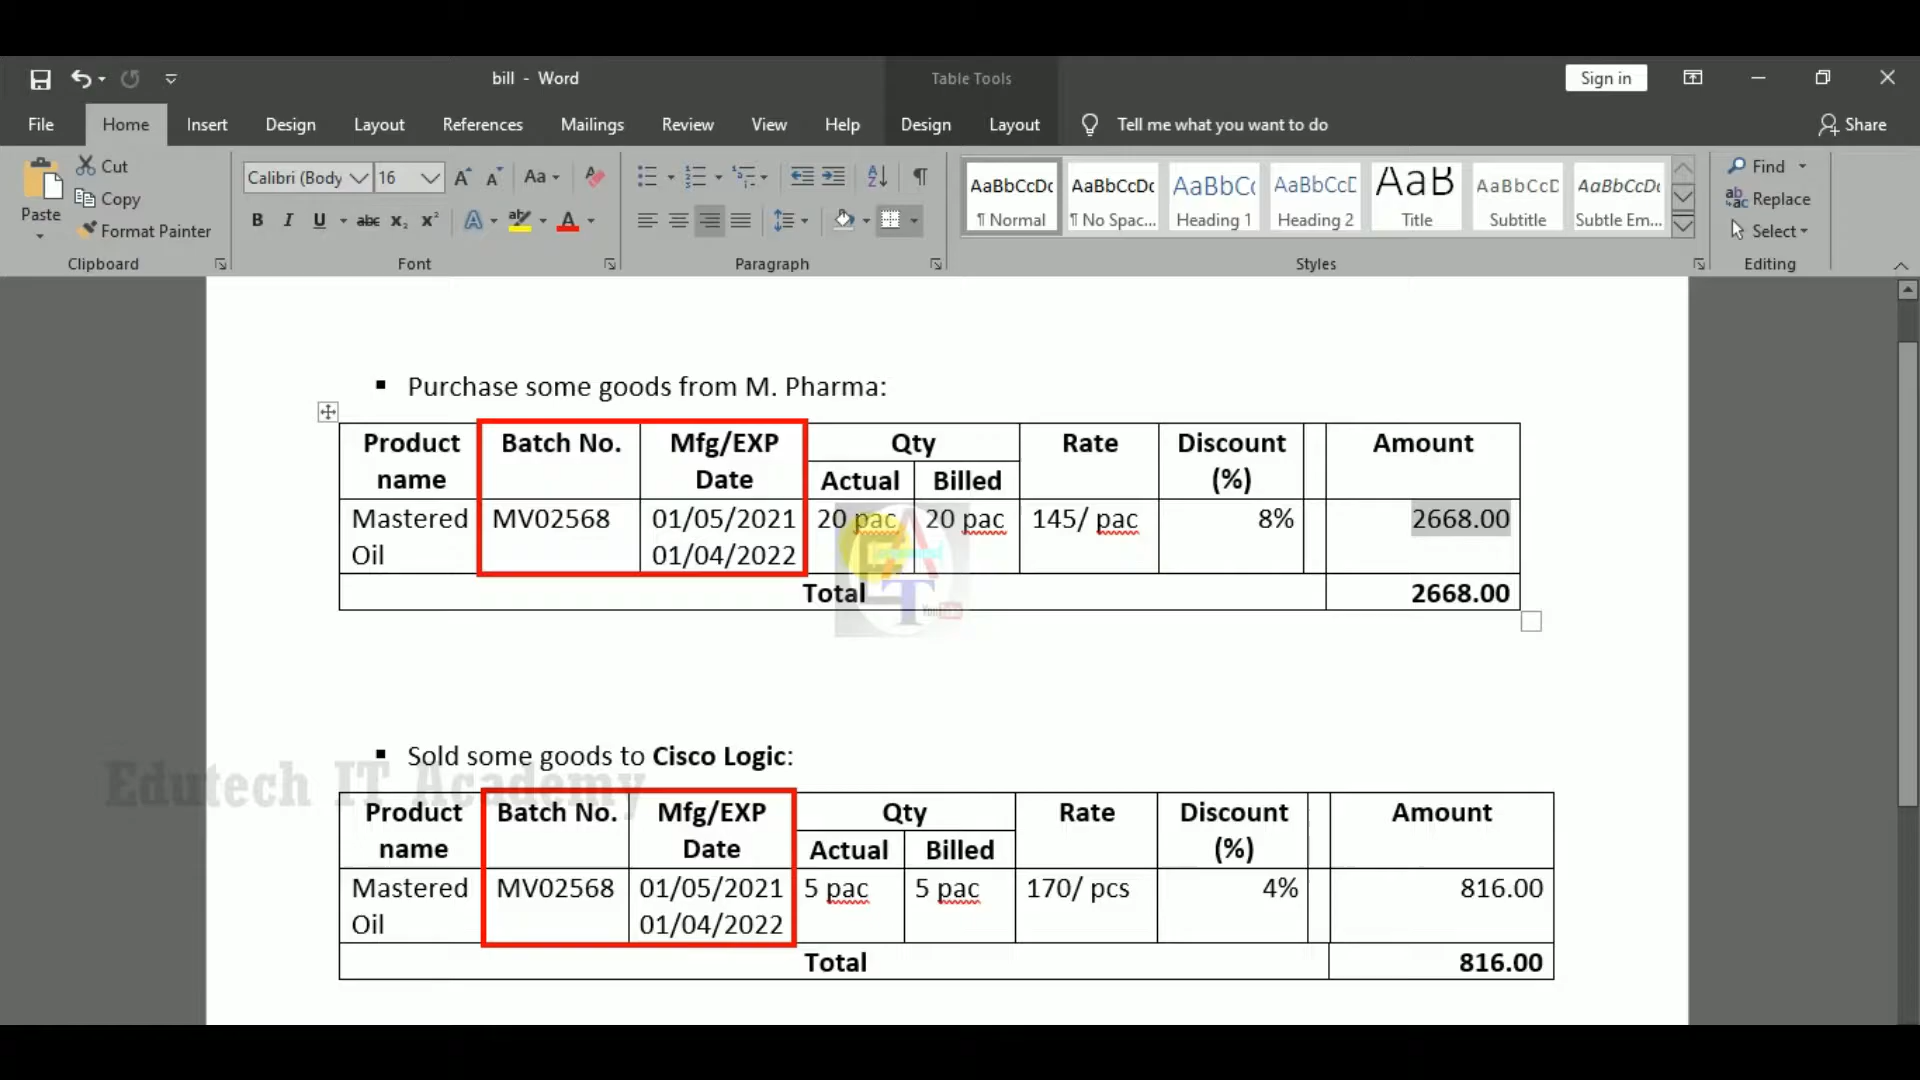 bill - Word
Table Tools
Sign in
File Home Insert Design Layout References Mailings Review View Help Design Layout Tell me what you want to do Share
Paste
Cut
Copy
Format Painter
Clipboard
Calibri (Body 16
Aa
B I U abc x₂ x²
A
Font
Paragraph
AaBbCcDc AaBbCcDc AaBbC( AaBbCcD AaB AaBbCcD AaBbCcDc
¶ Normal ¶ No Spac... Heading 1 Heading 2 Title Subtitle Subtle Em...
Styles
Find
Replace
Select
Editing
▪ Purchase some goods from M. Pharma:
Product name Batch No. Mfg/EXP Date Qty Rate Discount (%) Amount
Actual Billed
Mastered Oil MV02568 01/05/2021 01/04/2022 20 pac 20 pac 145/ pac 8% 2668.00
Total 2668.00
▪ Sold some goods to Cisco Logic:
Edutech IT Academy
Product name Batch No. Mfg/EXP Date Qty Rate Discount (%) Amount
Actual Billed
Mastered Oil MV02568 01/05/2021 01/04/2022 5 pac 5 pac 170/ pcs 4% 816.00
Total 816.00